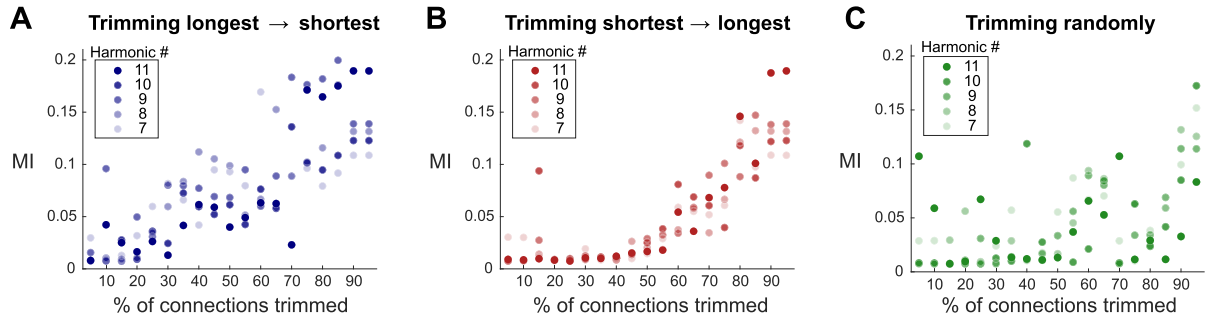 A
Trimming longest → shortest
Harmonic #
11
10
9
8
7
0.2
0.15
0.1
0.05
0
MI
10 20 30 40 50 60 70 80 90
% of connections trimmed
B
Trimming shortest → longest
Harmonic #
11
10
9
8
7
0.2
0.15
0.1
0.05
0
MI
10 20 30 40 50 60 70 80 90
% of connections trimmed
C
Trimming randomly
Harmonic #
11
10
9
8
7
0.2
0.15
0.1
0.05
0
MI
10 20 30 40 50 60 70 80 90
% of connections trimmed